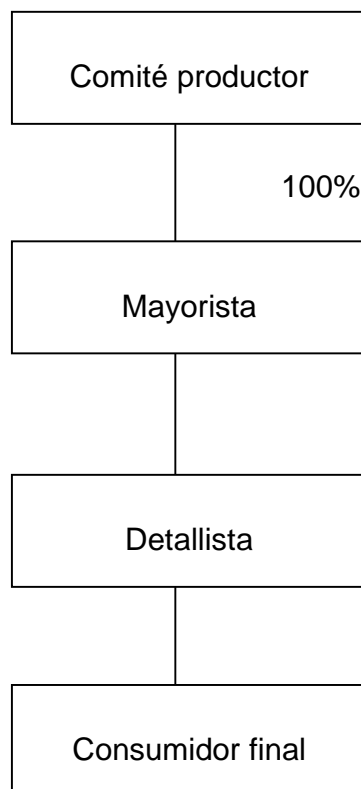 Comité productor
100%
Mayorista
Detallista
Consumidor final